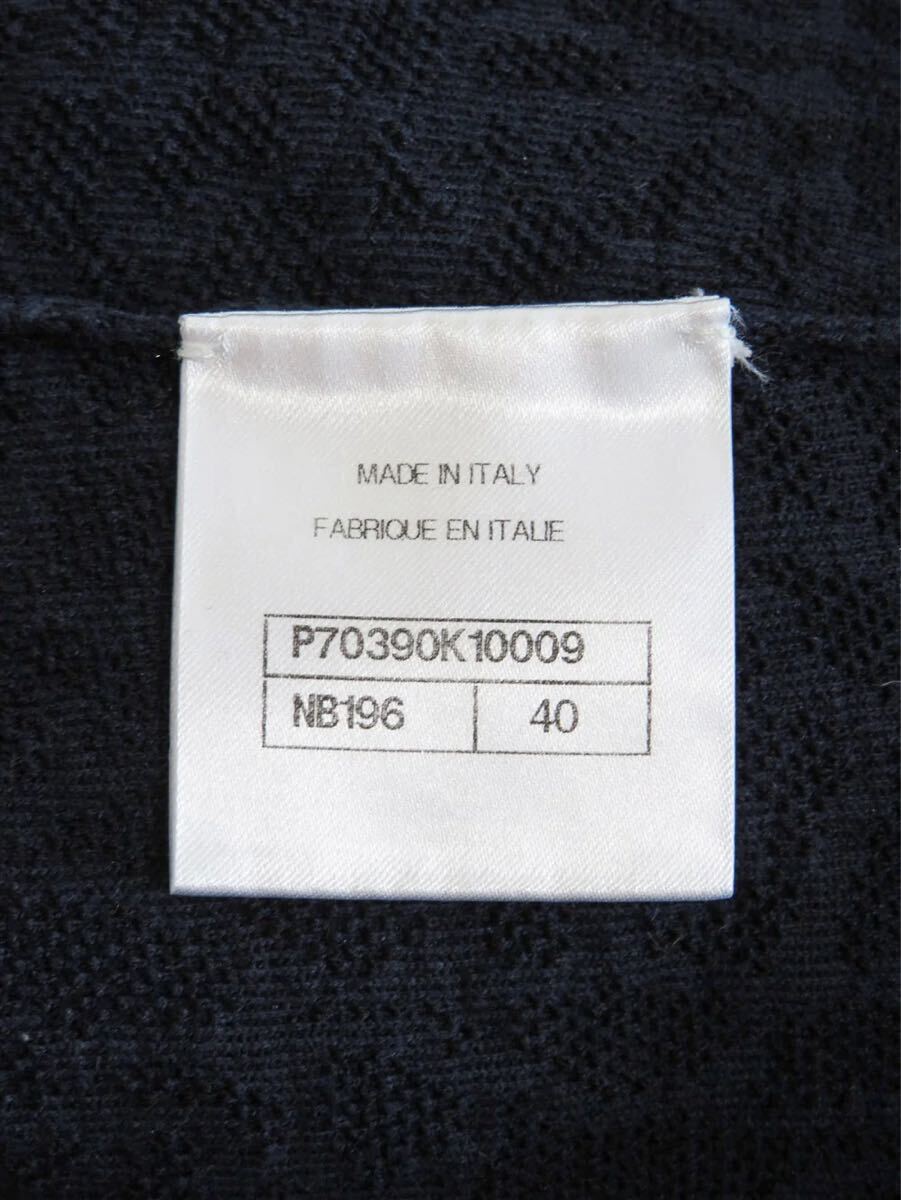 MADE IN ITALY
FABRIQUE EN ITALIE
P70390K10009
NB196 40